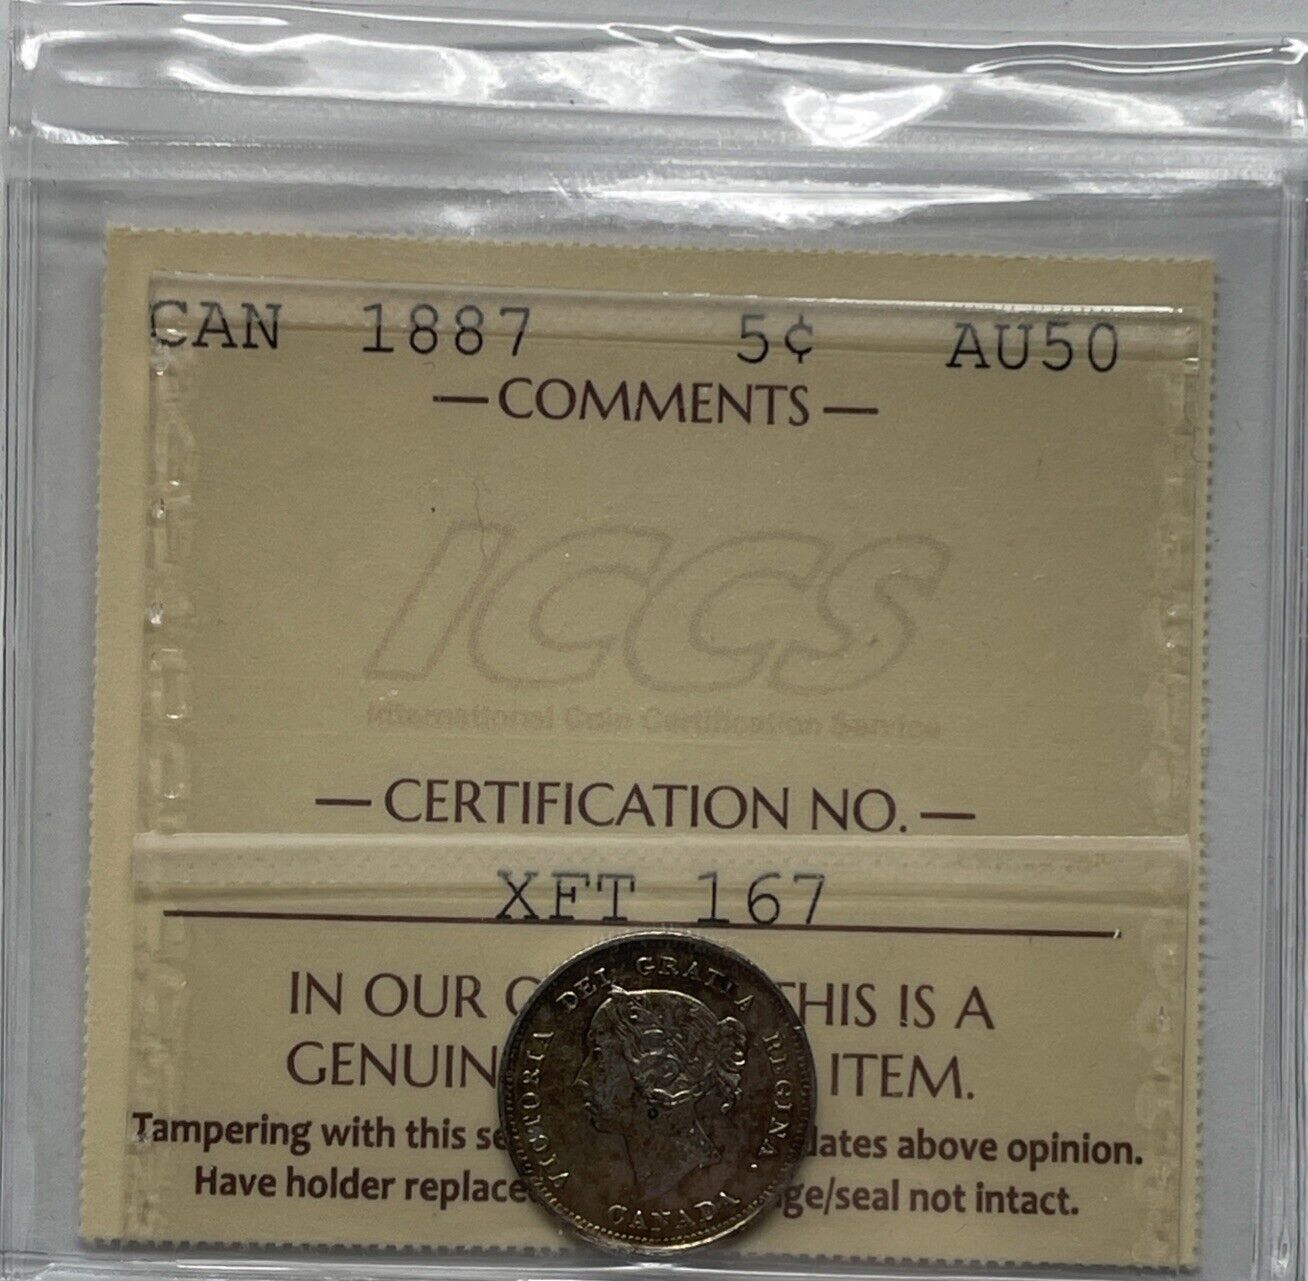 CAN 1887 5¢ AU50
— COMMENTS —
ICCS
International Coin Certification Service
— CERTIFICATION NO. —
XFT 167
IN OUR THIS IS A
GENUIN ITEM.
Tampering with this se dates above opinion.
Have holder replace ge/seal not intact.
VICTORIA DEI GRATIA REGINA.
CANADA